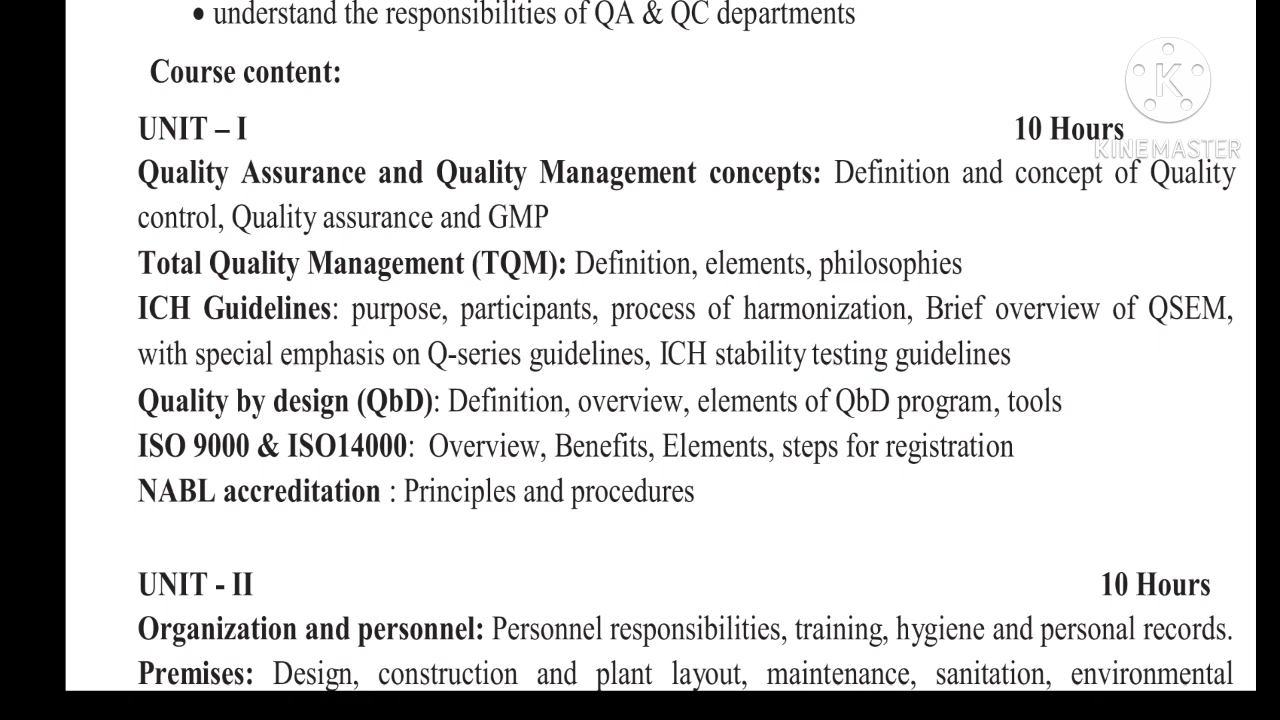 • understand the responsibilities of QA & QC departments
Course content:
UNIT – I 10 Hours
KINEMASTER
Quality Assurance and Quality Management concepts: Definition and concept of Quality
control, Quality assurance and GMP
Total Quality Management (TQM): Definition, elements, philosophies
ICH Guidelines: purpose, participants, process of harmonization, Brief overview of QSEM,
with special emphasis on Q-series guidelines, ICH stability testing guidelines
Quality by design (QbD): Definition, overview, elements of QbD program, tools
ISO 9000 & ISO14000: Overview, Benefits, Elements, steps for registration
NABL accreditation : Principles and procedures
UNIT - II 10 Hours
Organization and personnel: Personnel responsibilities, training, hygiene and personal records.
Premises: Design, construction and plant layout, maintenance, sanitation, environmental